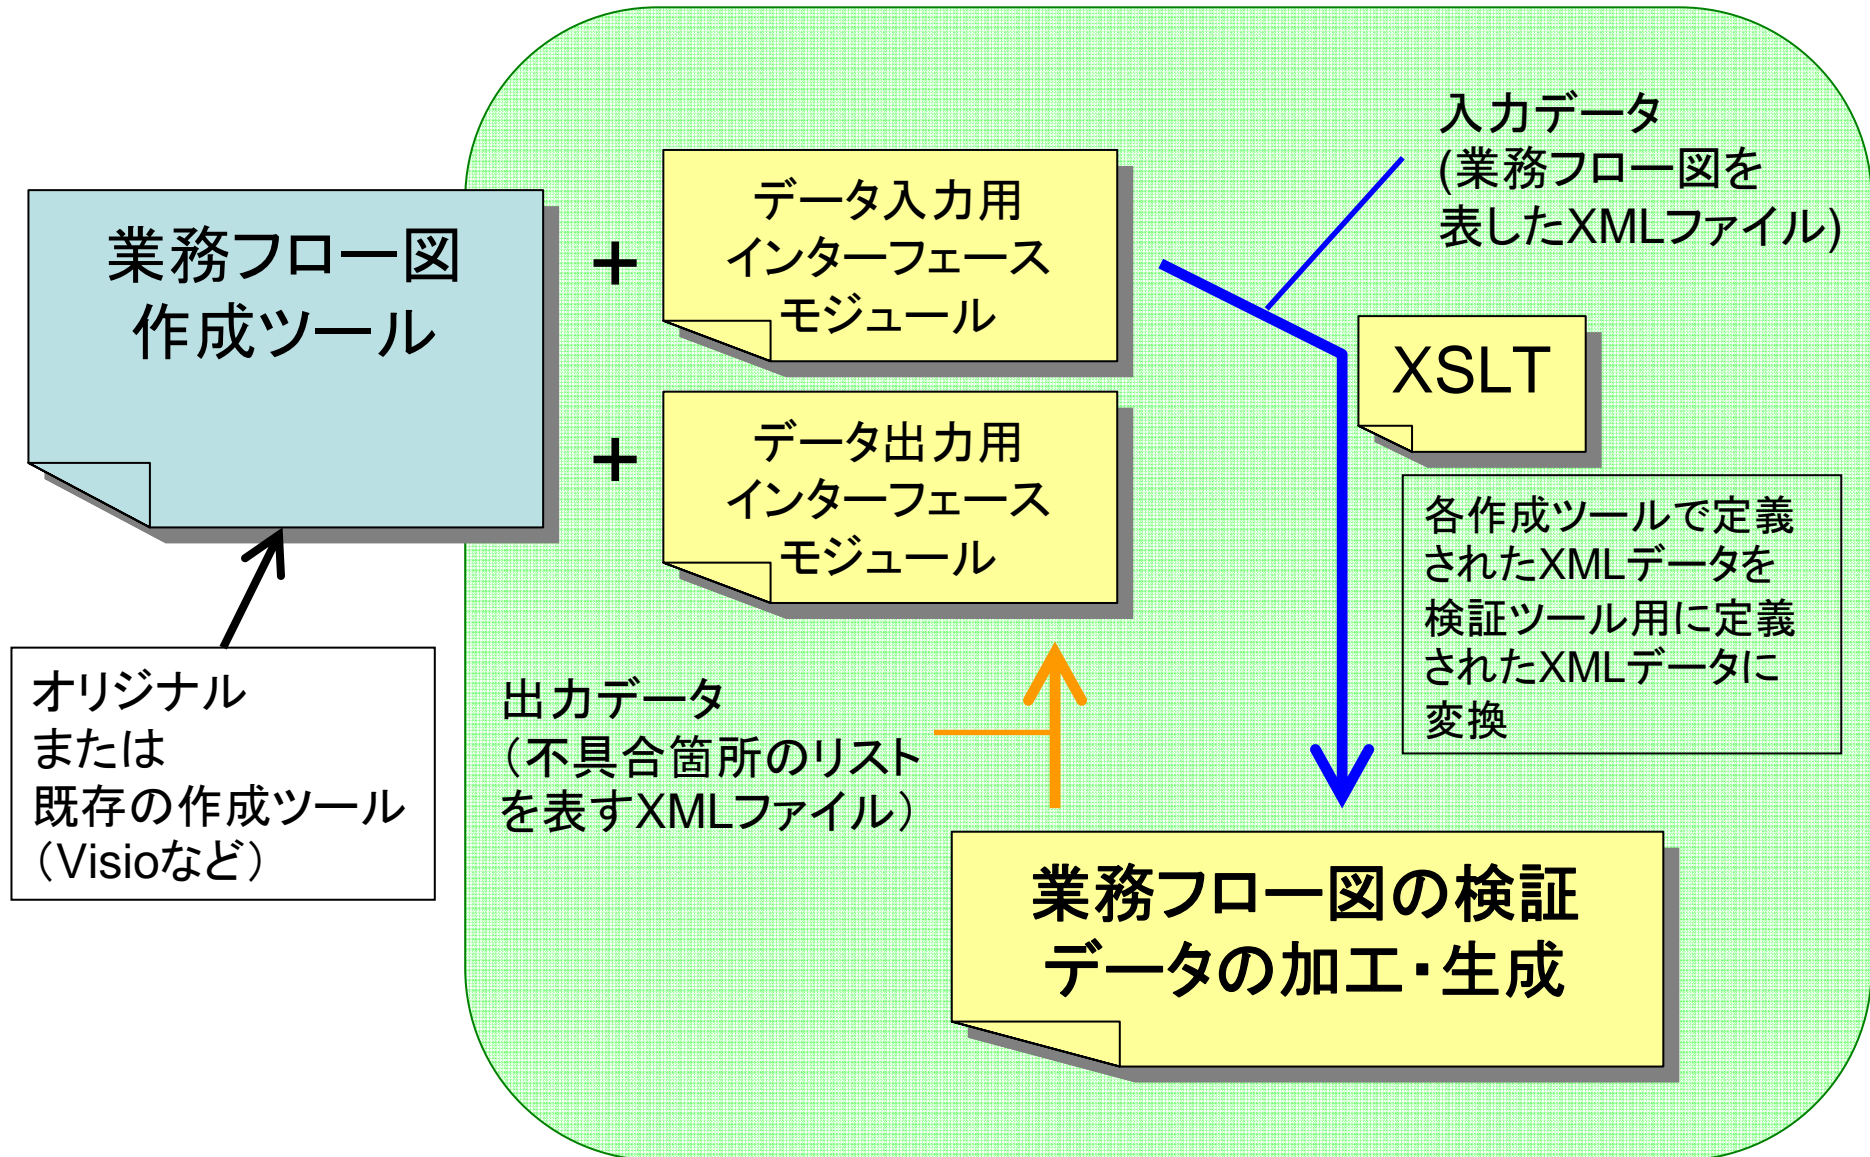 業務フロー図
作成ツール
+
データ入力用
インターフェース
モジュール
+
データ出力用
インターフェース
モジュール
入力データ
(業務フロー図を
表したXMLファイル)
XSLT
各作成ツールで定義
されたXMLデータを
検証ツール用に定義
されたXMLデータに
変換
オリジナル
または
既存の作成ツール
（Visioなど）
出力データ
（不具合箇所のリスト
を表すXMLファイル）
業務フロー図の検証
データの加工・生成